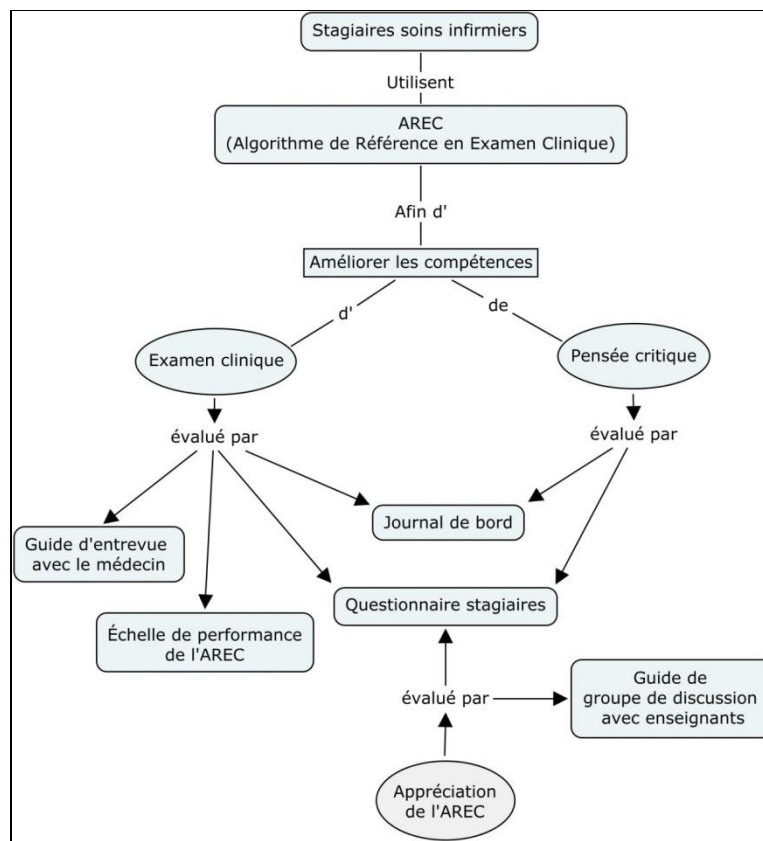 Stagiaires soins infirmiers
Utilisent
AREC
(Algorithme de Référence en Examen Clinique)
Afin d'
Améliorer les compétences
d'
de
Examen clinique
Pensée critique
évalué par
évalué par
Journal de bord
Guide d'entrevue
avec le médecin
Questionnaire stagiaires
Échelle de performance
de l'AREC
évalué par
Guide de
groupe de discussion
avec enseignants
Appréciation
de l'AREC